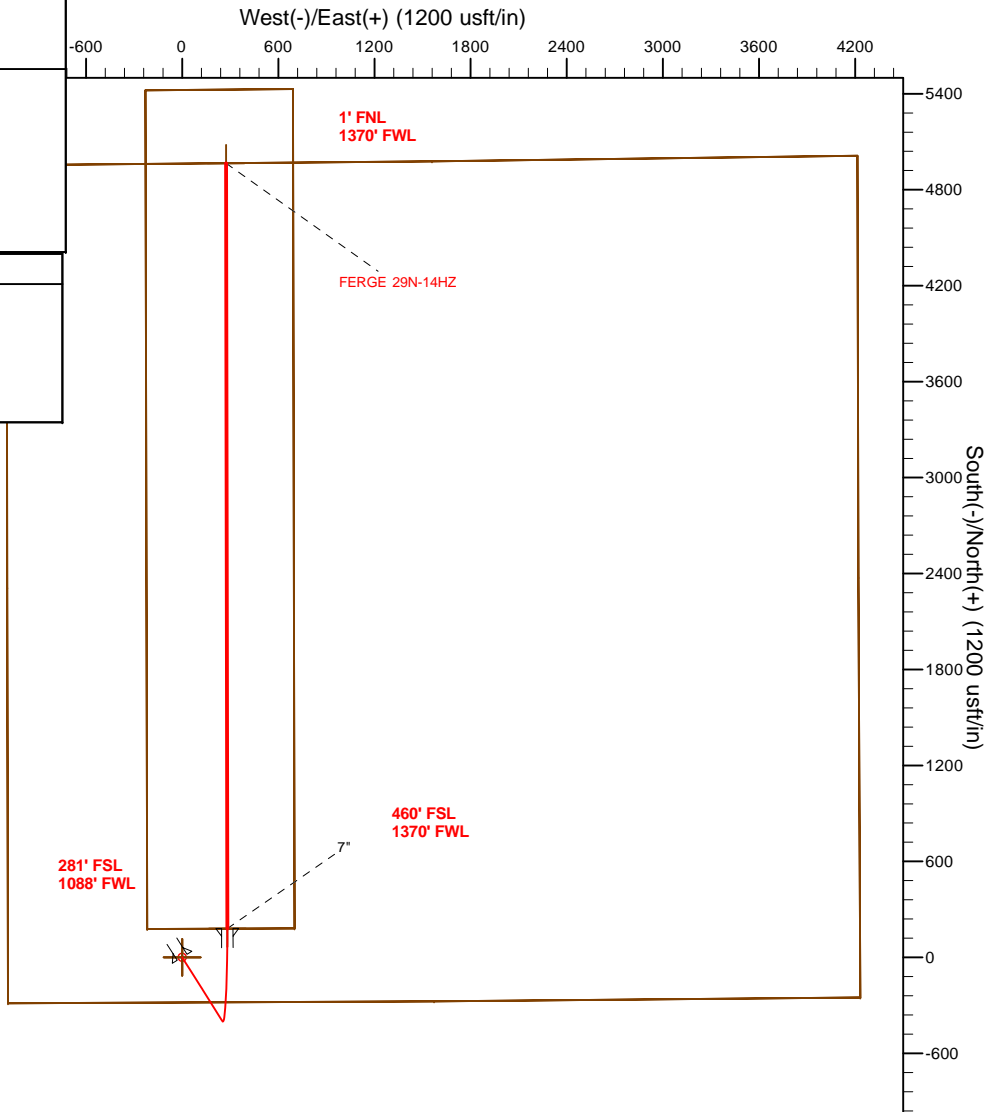 West(-)/East(+) (1200 usft/in)
-600 0 600 1200 1800 2400 3000 3600 4200
5400
1' FNL
1370' FWL
4800
FERGE 29N-14HZ
4200
3600
3000
South(-)/North(+) (1200 usft/in)
2400
1800
1200
460' FSL
1370' FWL
7"
281' FSL
1088' FWL
600
0
-600